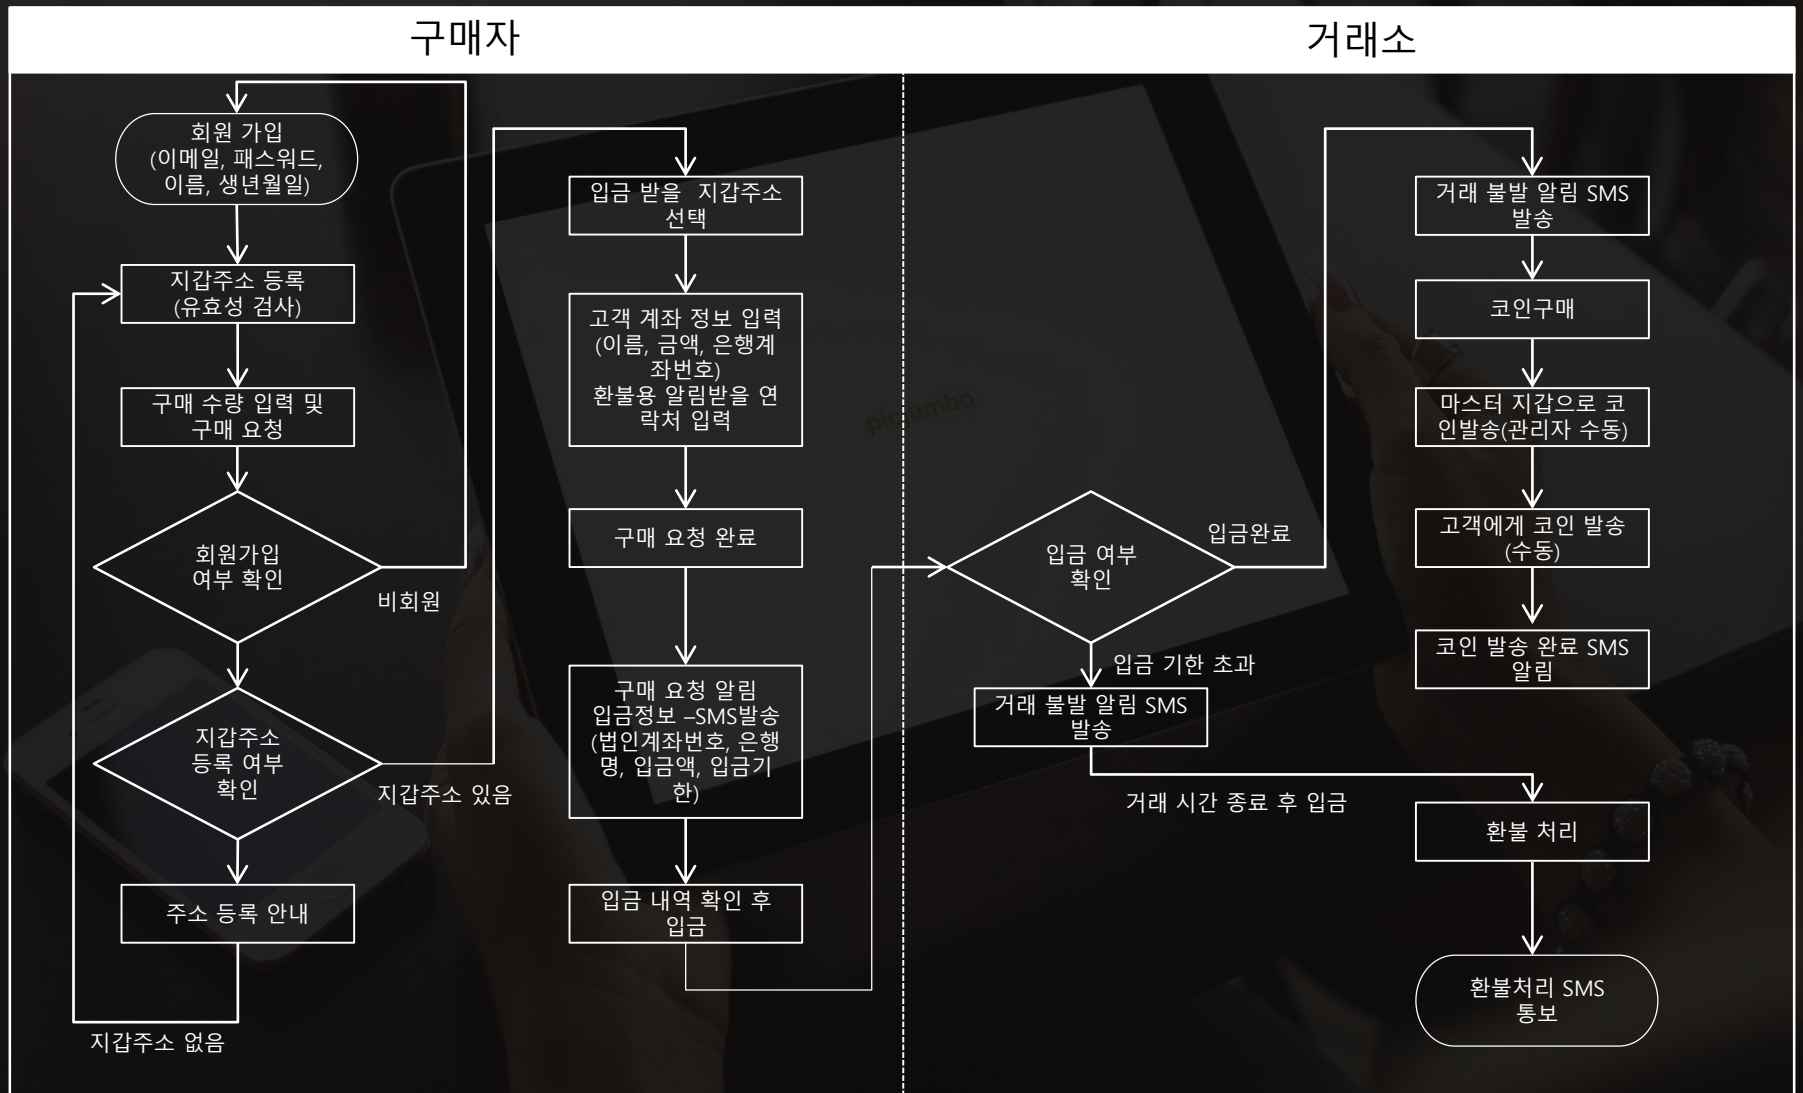 구매자
거래소
회원 가입
(이메일, 패스워드,
이름, 생년월일)
지갑주소 등록
(유효성 검사)
구매 수량 입력 및
구매 요청
회원가입
여부 확인
비회원
지갑주소
등록 여부
확인
지갑주소 있음
주소 등록 안내
지갑주소 없음
입금 받을 지갑주소
선택
고객 계좌 정보 입력
(이름, 금액, 은행계
좌번호)
환불용 알림받을 연
락처 입력
picjumbo
구매 요청 완료
구매 요청 알림
입금정보 –SMS발송
(법인계좌번호, 은행
명, 입금액, 입금기
한)
입금 내역 확인 후
입금
입금 여부
확인
입금완료
입금 기한 초과
거래 불발 알림 SMS
발송
거래 시간 종료 후 입금
거래 불발 알림 SMS
발송
코인구매
마스터 지갑으로 코
인발송(관리자 수동)
고객에게 코인 발송
(수동)
코인 발송 완료 SMS
알림
환불 처리
환불처리 SMS
통보